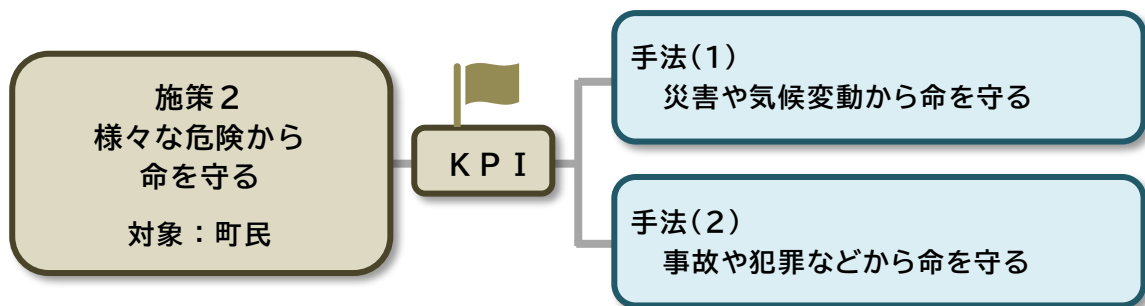 施策２
様々な危険から
命を守る
対象：町民
ＫＰＩ
手法(1)
災害や気候変動から命を守る
手法(2)
事故や犯罪などから命を守る